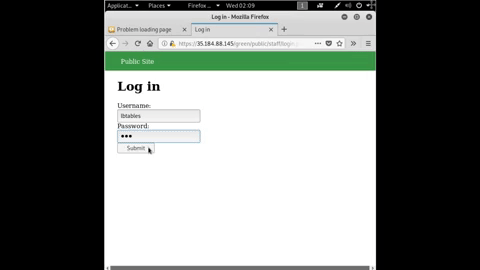 Applicat... Places Firefox ... Wed 02:09 1
Log in - Mozilla Firefox
Problem loading page Log in
https://35.184.88.145/green/public/staff/log
Public Site
Log in
Username:
lbtables
Password:
Submit